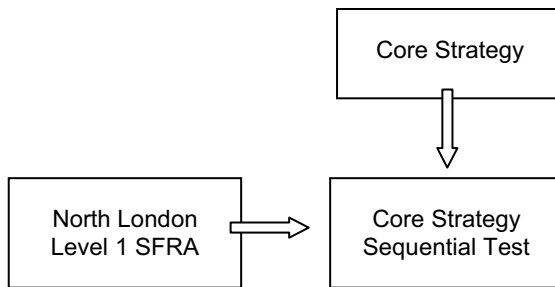 Core Strategy
North London
Level 1 SFRA
Core Strategy
Sequential Test